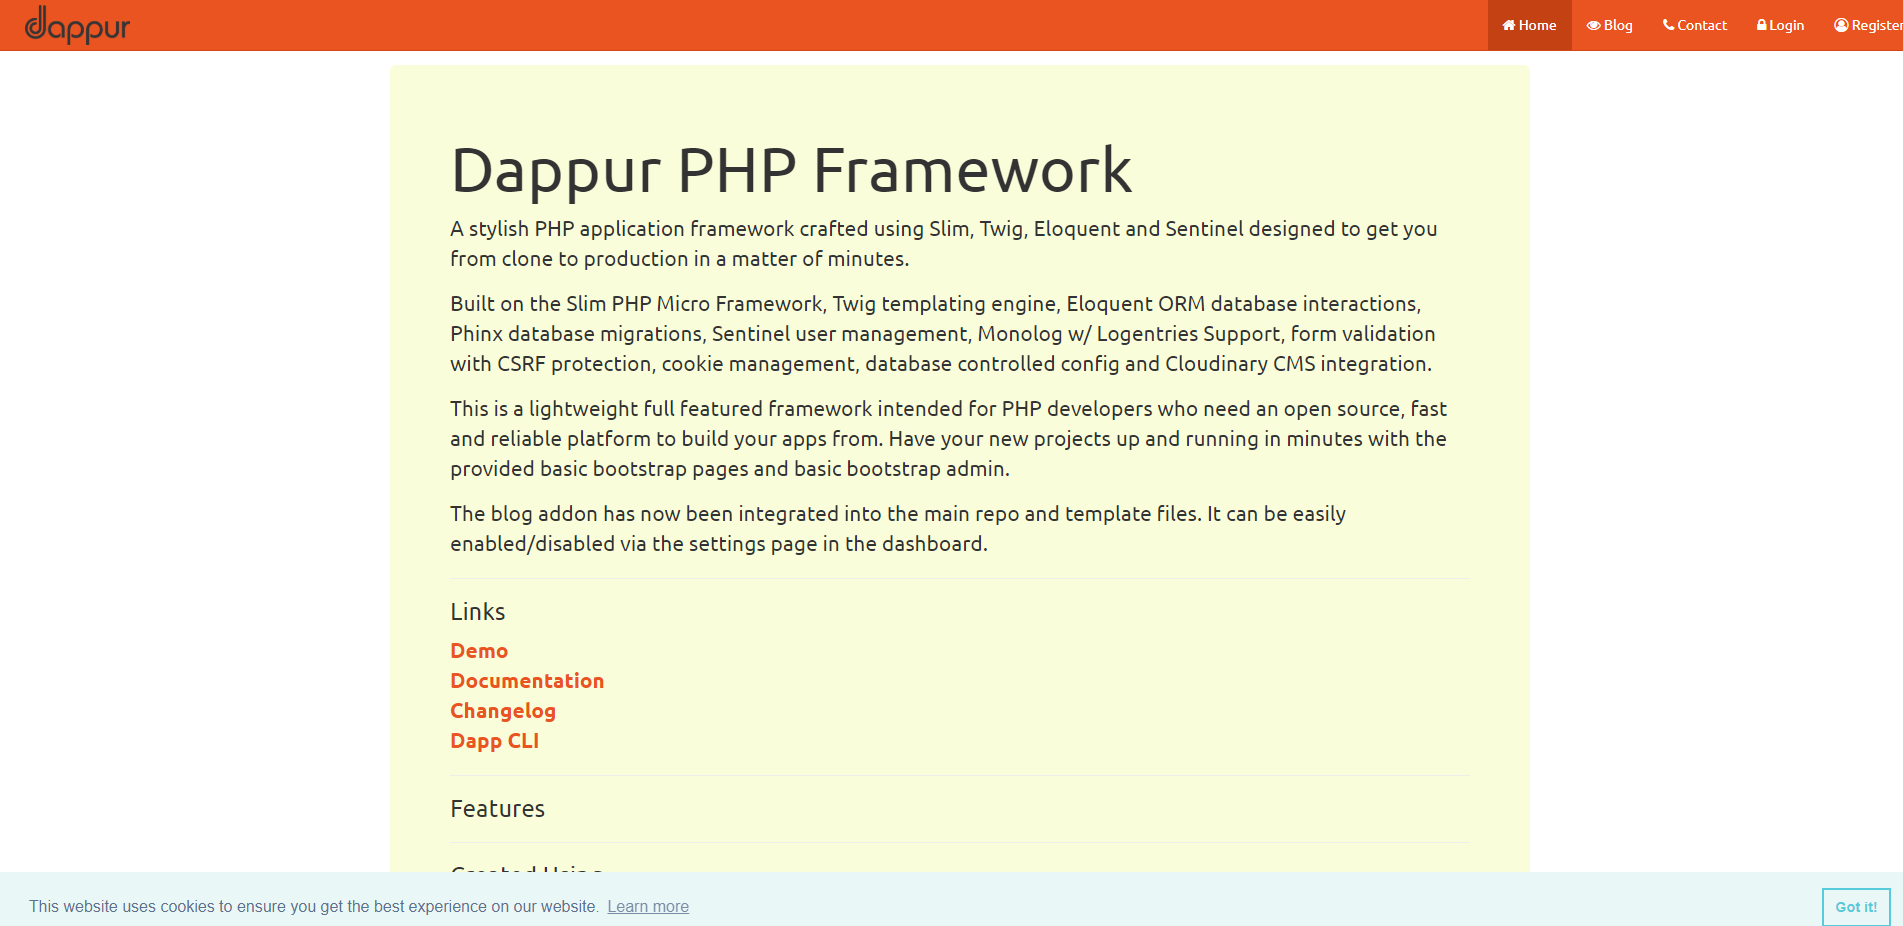 dappur
Home Blog Contact Login Register
Dappur PHP Framework
A stylish PHP application framework crafted using Slim, Twig, Eloquent and Sentinel designed to get you
from clone to production in a matter of minutes.
Built on the Slim PHP Micro Framework, Twig templating engine, Eloquent ORM database interactions,
Phinx database migrations, Sentinel user management, Monolog w/ Logentries Support, form validation
with CSRF protection, cookie management, database controlled config and Cloudinary CMS integration.
This is a lightweight full featured framework intended for PHP developers who need an open source, fast
and reliable platform to build your apps from. Have your new projects up and running in minutes with the
provided basic bootstrap pages and basic bootstrap admin.
The blog addon has now been integrated into the main repo and template files. It can be easily
enabled/disabled via the settings page in the dashboard.
Links
Demo
Documentation
Changelog
Dapp CLI
Features
Created Using
This website uses cookies to ensure you get the best experience on our website. Learn more
Got it!